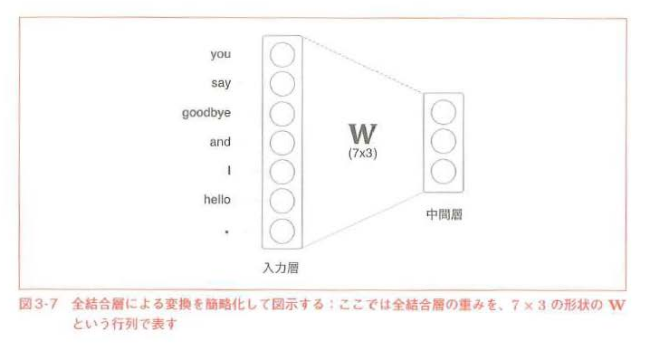 you
say
goodbye
and
I
hello
.
W
(7x3)
中間層
入力層
図3-7 全結合層による変換を簡略化して図示する：ここでは全結合層の重みを、7 × 3 の形状の W
という行列で表す